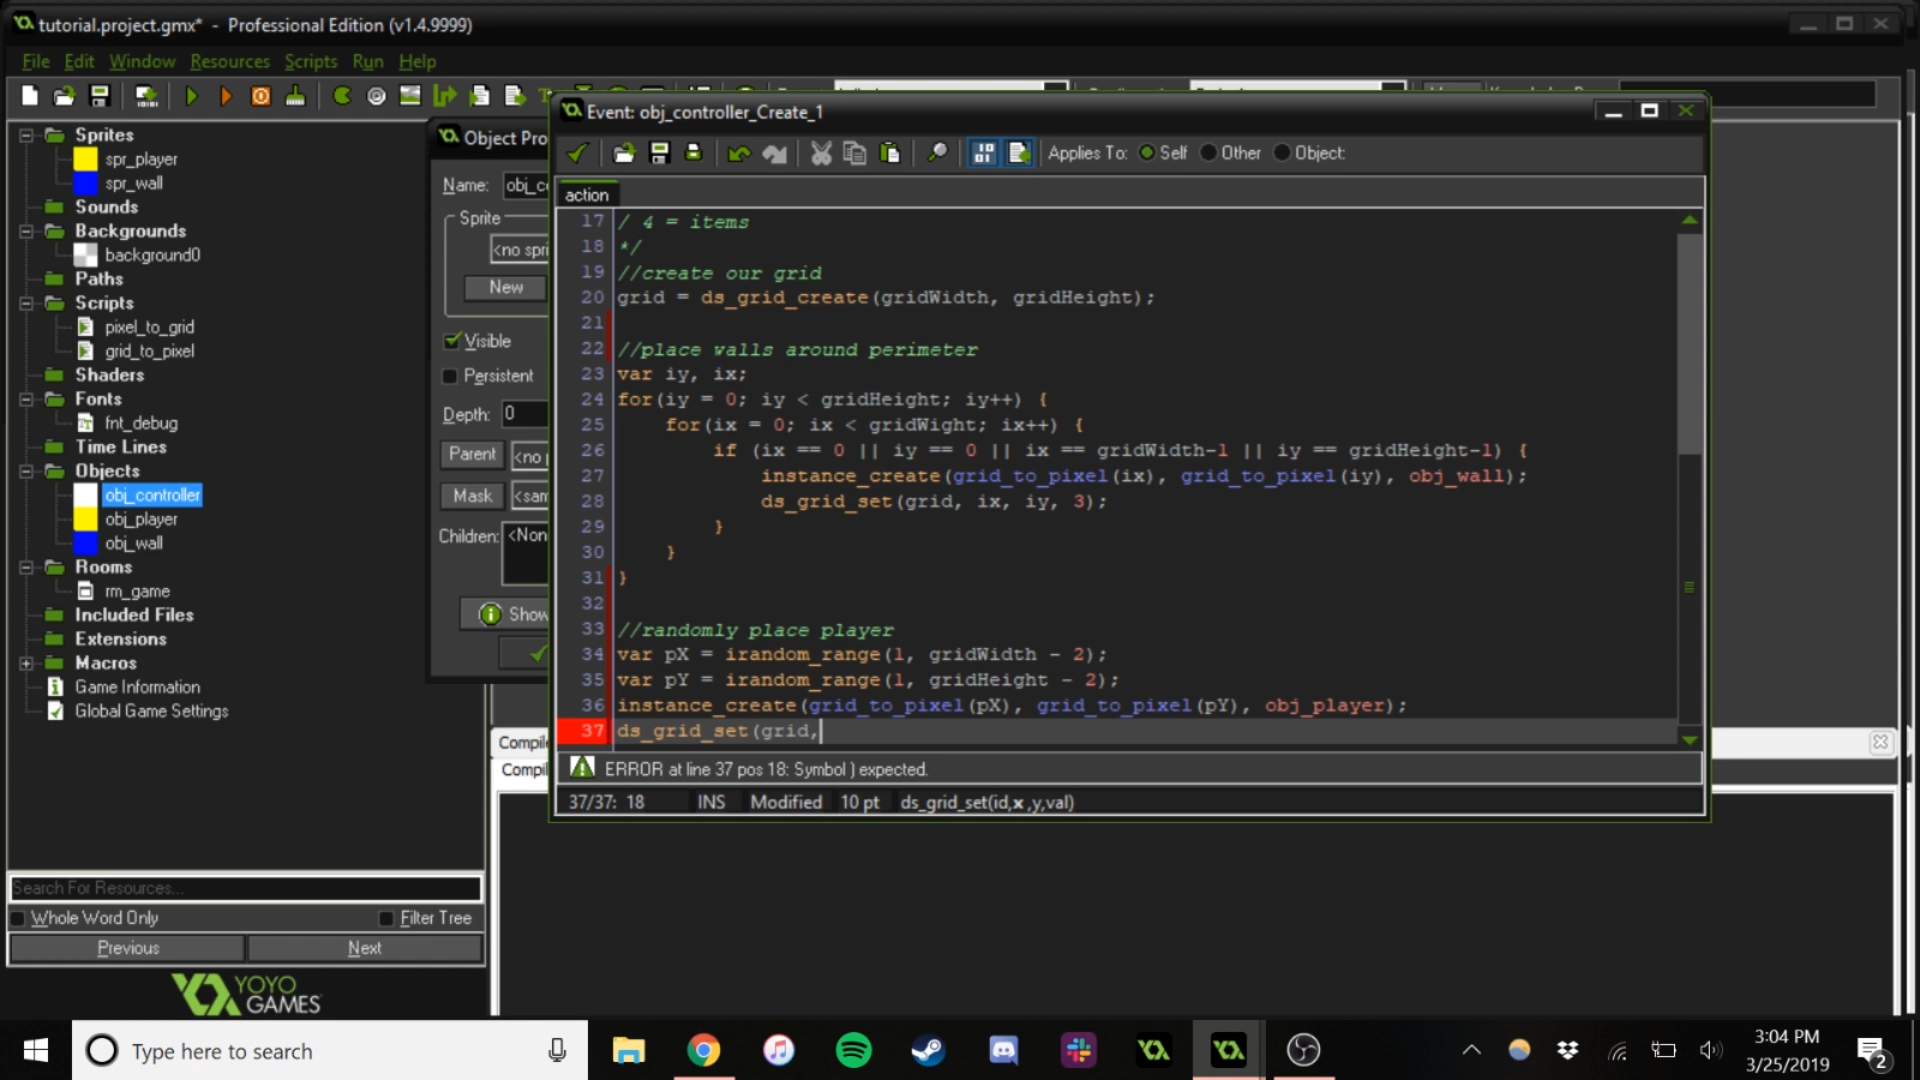 tutorial.project.gmx* - Professional Edition (v1.4.9999)
File Edit Window Resources Scripts Run Help
Sprites
spr_player
spr_wall
Sounds
Backgrounds
background0
Paths
Scripts
pixel_to_grid
grid_to_pixel
Shaders
Fonts
fnt_debug
Time Lines
Objects
obj_controller
obj_player
obj_wall
Rooms
rm_game
Included Files
Extensions
Macros
Game Information
Global Game Settings
Search For Resources...
Whole Word Only
Filter Tree
Previous
Next
YOYO
GAMES
Object Pro
Name: obj_c
Sprite
<no spri
New
Visible
Persistent
Depth: 0
Parent <no
Mask <sam
Children: <Non
Show
Compile
Compil
Event: obj_controller_Create_1
Applies To: Self Other Object:
action
17 / 4 = items
18 */
19 //create our grid
20 grid = ds_grid_create(gridWidth, gridHeight);
21
22 //place walls around perimeter
23 var iy, ix;
24 for(iy = 0; iy < gridHeight; iy++) {
25 for(ix = 0; ix < gridWight; ix++) {
26 if (ix == 0 || iy == 0 || ix == gridWidth-1 || iy == gridHeight-1) {
27 instance_create(grid_to_pixel(ix), grid_to_pixel(iy), obj_wall);
28 ds_grid_set(grid, ix, iy, 3);
29 }
30 }
31 }
32
33 //randomly place player
34 var pX = irandom_range(1, gridWidth - 2);
35 var pY = irandom_range(1, gridHeight - 2);
36 instance_create(grid_to_pixel(pX), grid_to_pixel(pY), obj_player);
37 ds_grid_set(grid,
ERROR at line 37 pos 18: Symbol ) expected.
37/37: 18 INS Modified 10 pt ds_grid_set(id,x ,y,val)
Type here to search
3:04 PM
3/25/2019
2